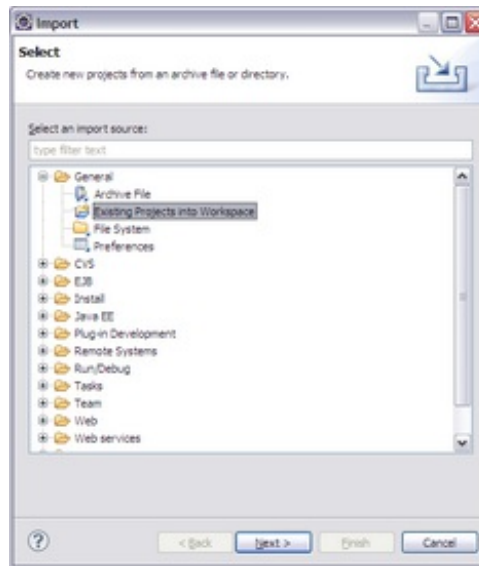 Import
Select
Create new projects from an archive file or directory.
Select an import source:
type filter text
General
Archive File
Existing Projects into Workspace
File System
Preferences
CVS
EJB
Install
Java EE
Plug-in Development
Remote Systems
Run/Debug
Tasks
Team
Web
Web services
?
< Back Next > Finish Cancel